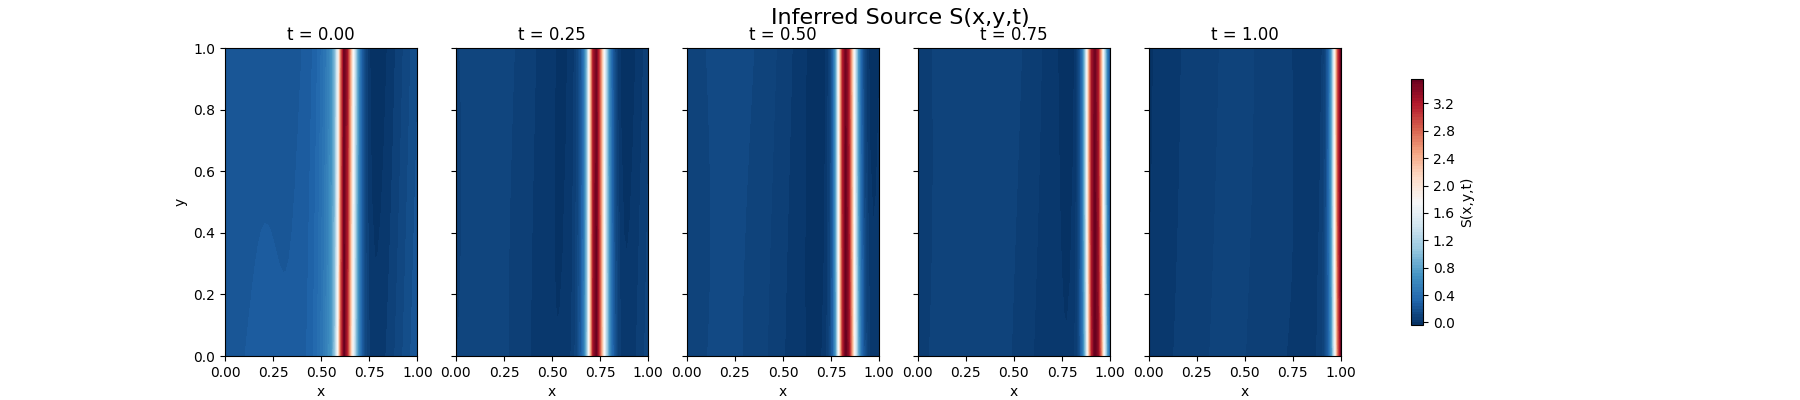 Inferred Source S(x,y,t)
t = 0.00
t = 0.25
t = 0.50
t = 0.75
t = 1.00
1.0
0.8
0.6
0.4
0.2
0.0
y
0.00 0.25 0.50 0.75 1.00
0.00 0.25 0.50 0.75 1.00
0.00 0.25 0.50 0.75 1.00
0.00 0.25 0.50 0.75 1.00
0.00 0.25 0.50 0.75 1.00
x
x
x
x
x
3.2
2.8
2.4
2.0
1.6
1.2
0.8
0.4
0.0
S(x,y,t)